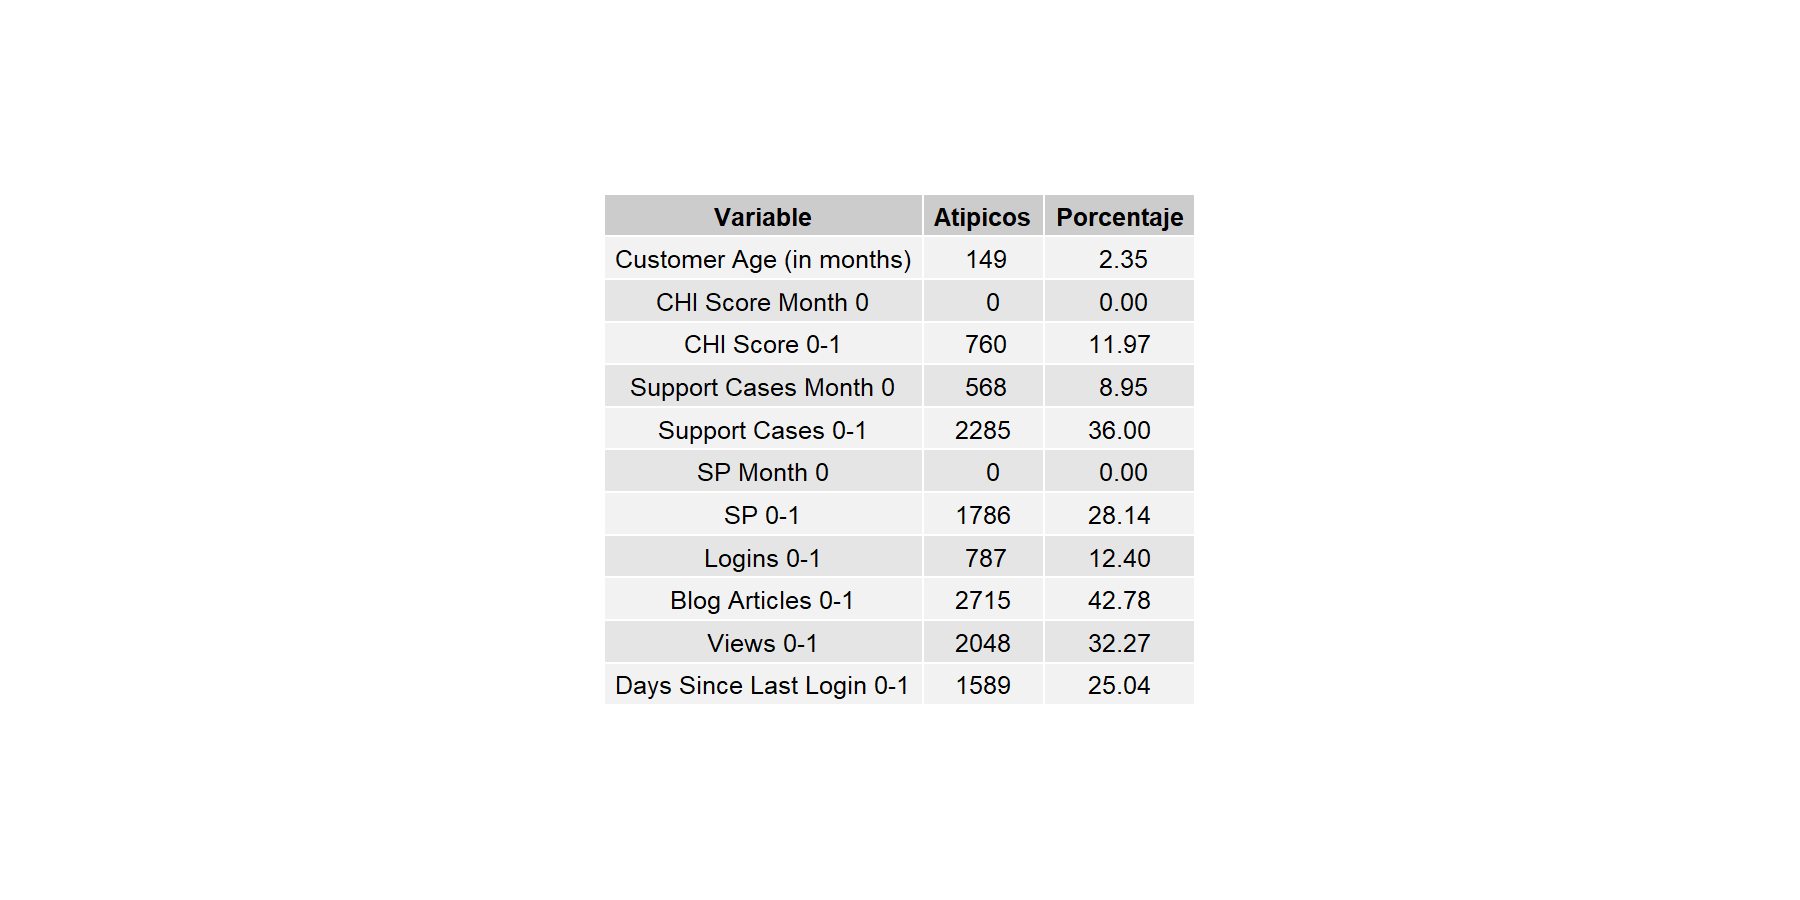 Variable Atipicos Porcentaje
Customer Age (in months) 149 2.35
CHI Score Month 0 0 0.00
CHI Score 0-1 760 11.97
Support Cases Month 0 568 8.95
Support Cases 0-1 2285 36.00
SP Month 0 0 0.00
SP 0-1 1786 28.14
Logins 0-1 787 12.40
Blog Articles 0-1 2715 42.78
Views 0-1 2048 32.27
Days Since Last Login 0-1 1589 25.04